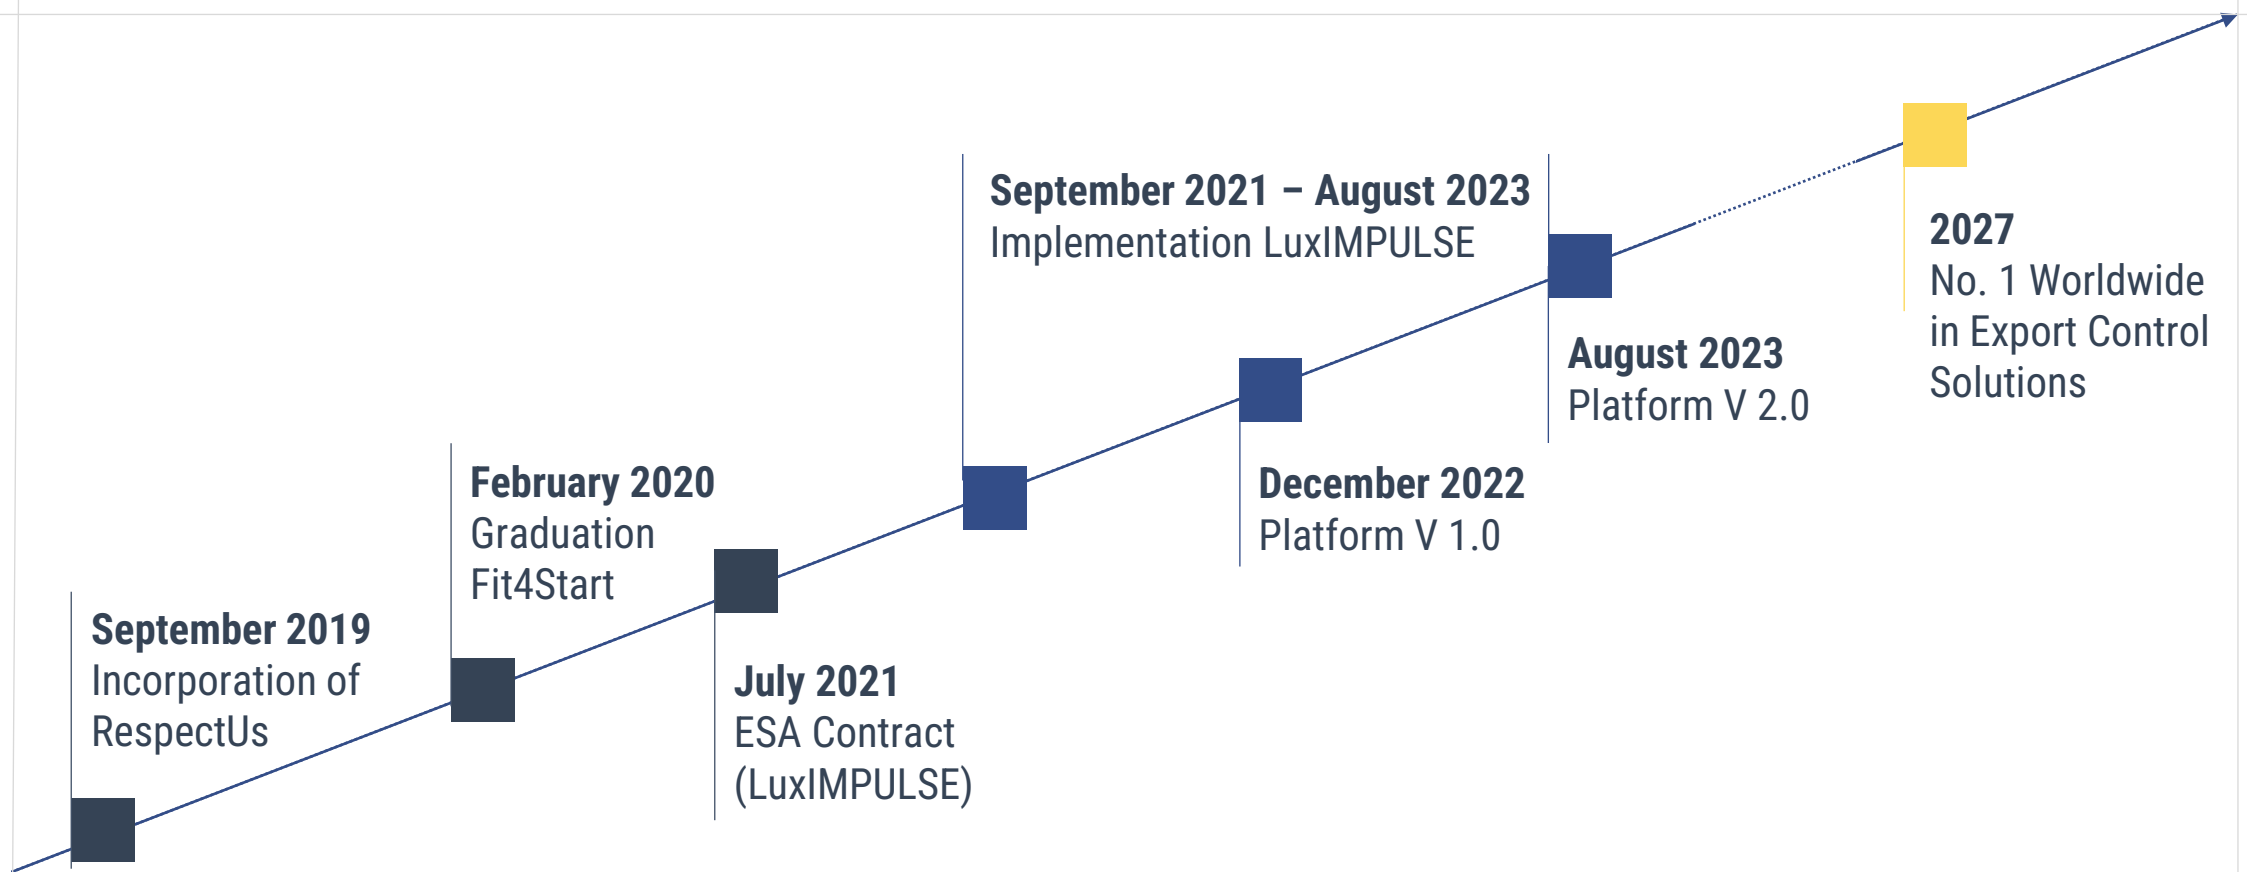 September 2019
Incorporation of
RespectUs
February 2020
Graduation
Fit4Start
July 2021
ESA Contract
(LuxIMPULSE)
September 2021 – August 2023
Implementation LuxIMPULSE
December 2022
Platform V 1.0
August 2023
Platform V 2.0
2027
No. 1 Worldwide
in Export Control
Solutions